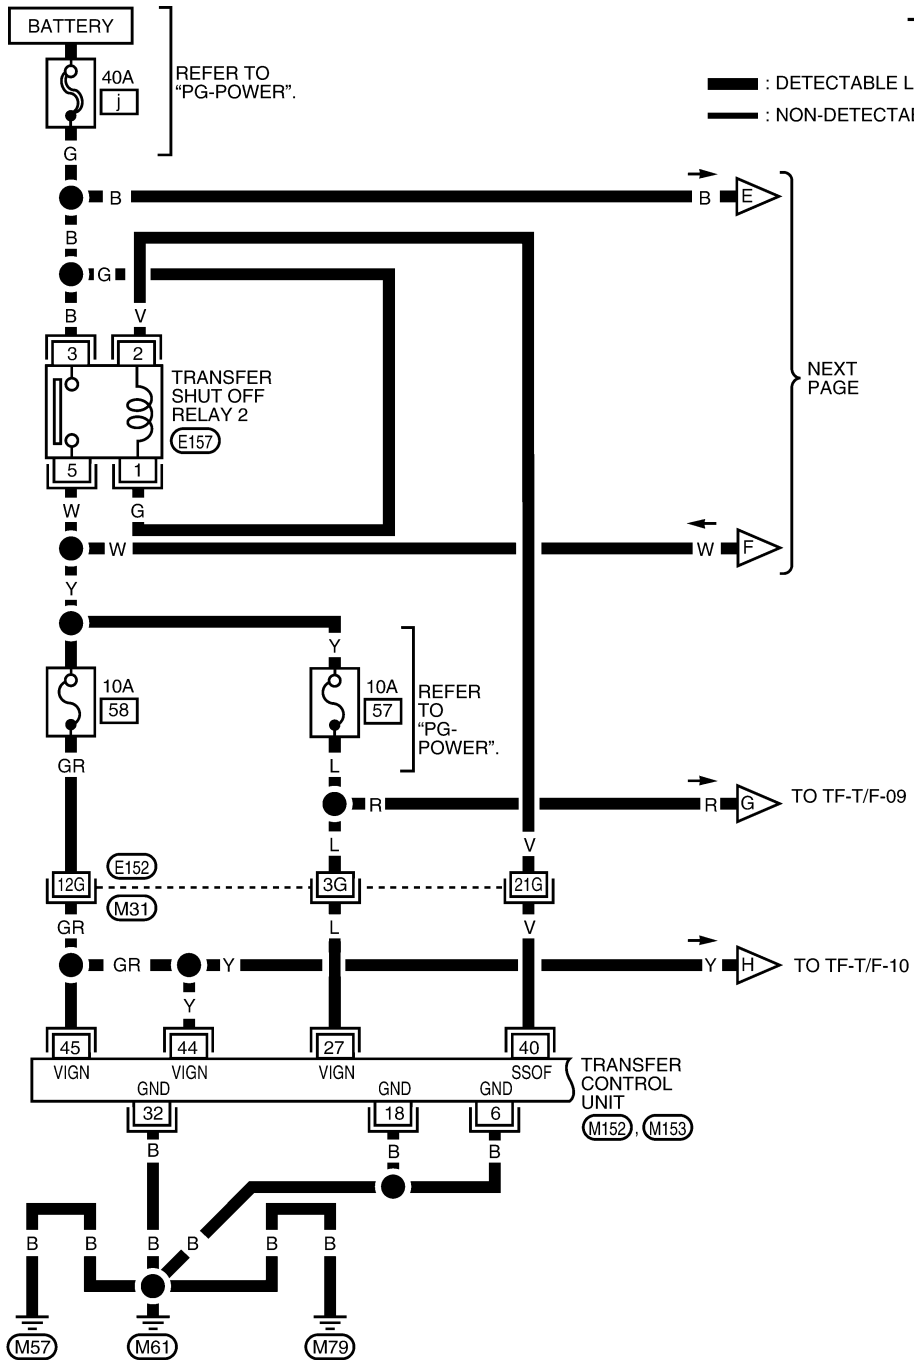 BATTERY
40A
j
REFER TO
“PG-POWER”.
: DETECTABLE L
: NON-DETECTAB
G
B
B
E
B
G
B
V
3
2
TRANSFER
SHUT OFF
RELAY 2
E157
NEXT
PAGE
5
1
W
G
W
W
F
Y
Y
10A
58
10A
57
REFER
TO
“PG-
POWER”.
GR
L
R
R
G
TO TF-T/F-09
L
V
E152
12G
3G
21G
M31
GR
L
V
GR
Y
Y
H
TO TF-T/F-10
Y
45
44
27
40
VIGN
VIGN
VIGN
SSOF
GND
GND
GND
TRANSFER
CONTROL
UNIT
M152 , M153
32
18
6
B
B
B
B
B
B
B
B
B
M57
M61
M79